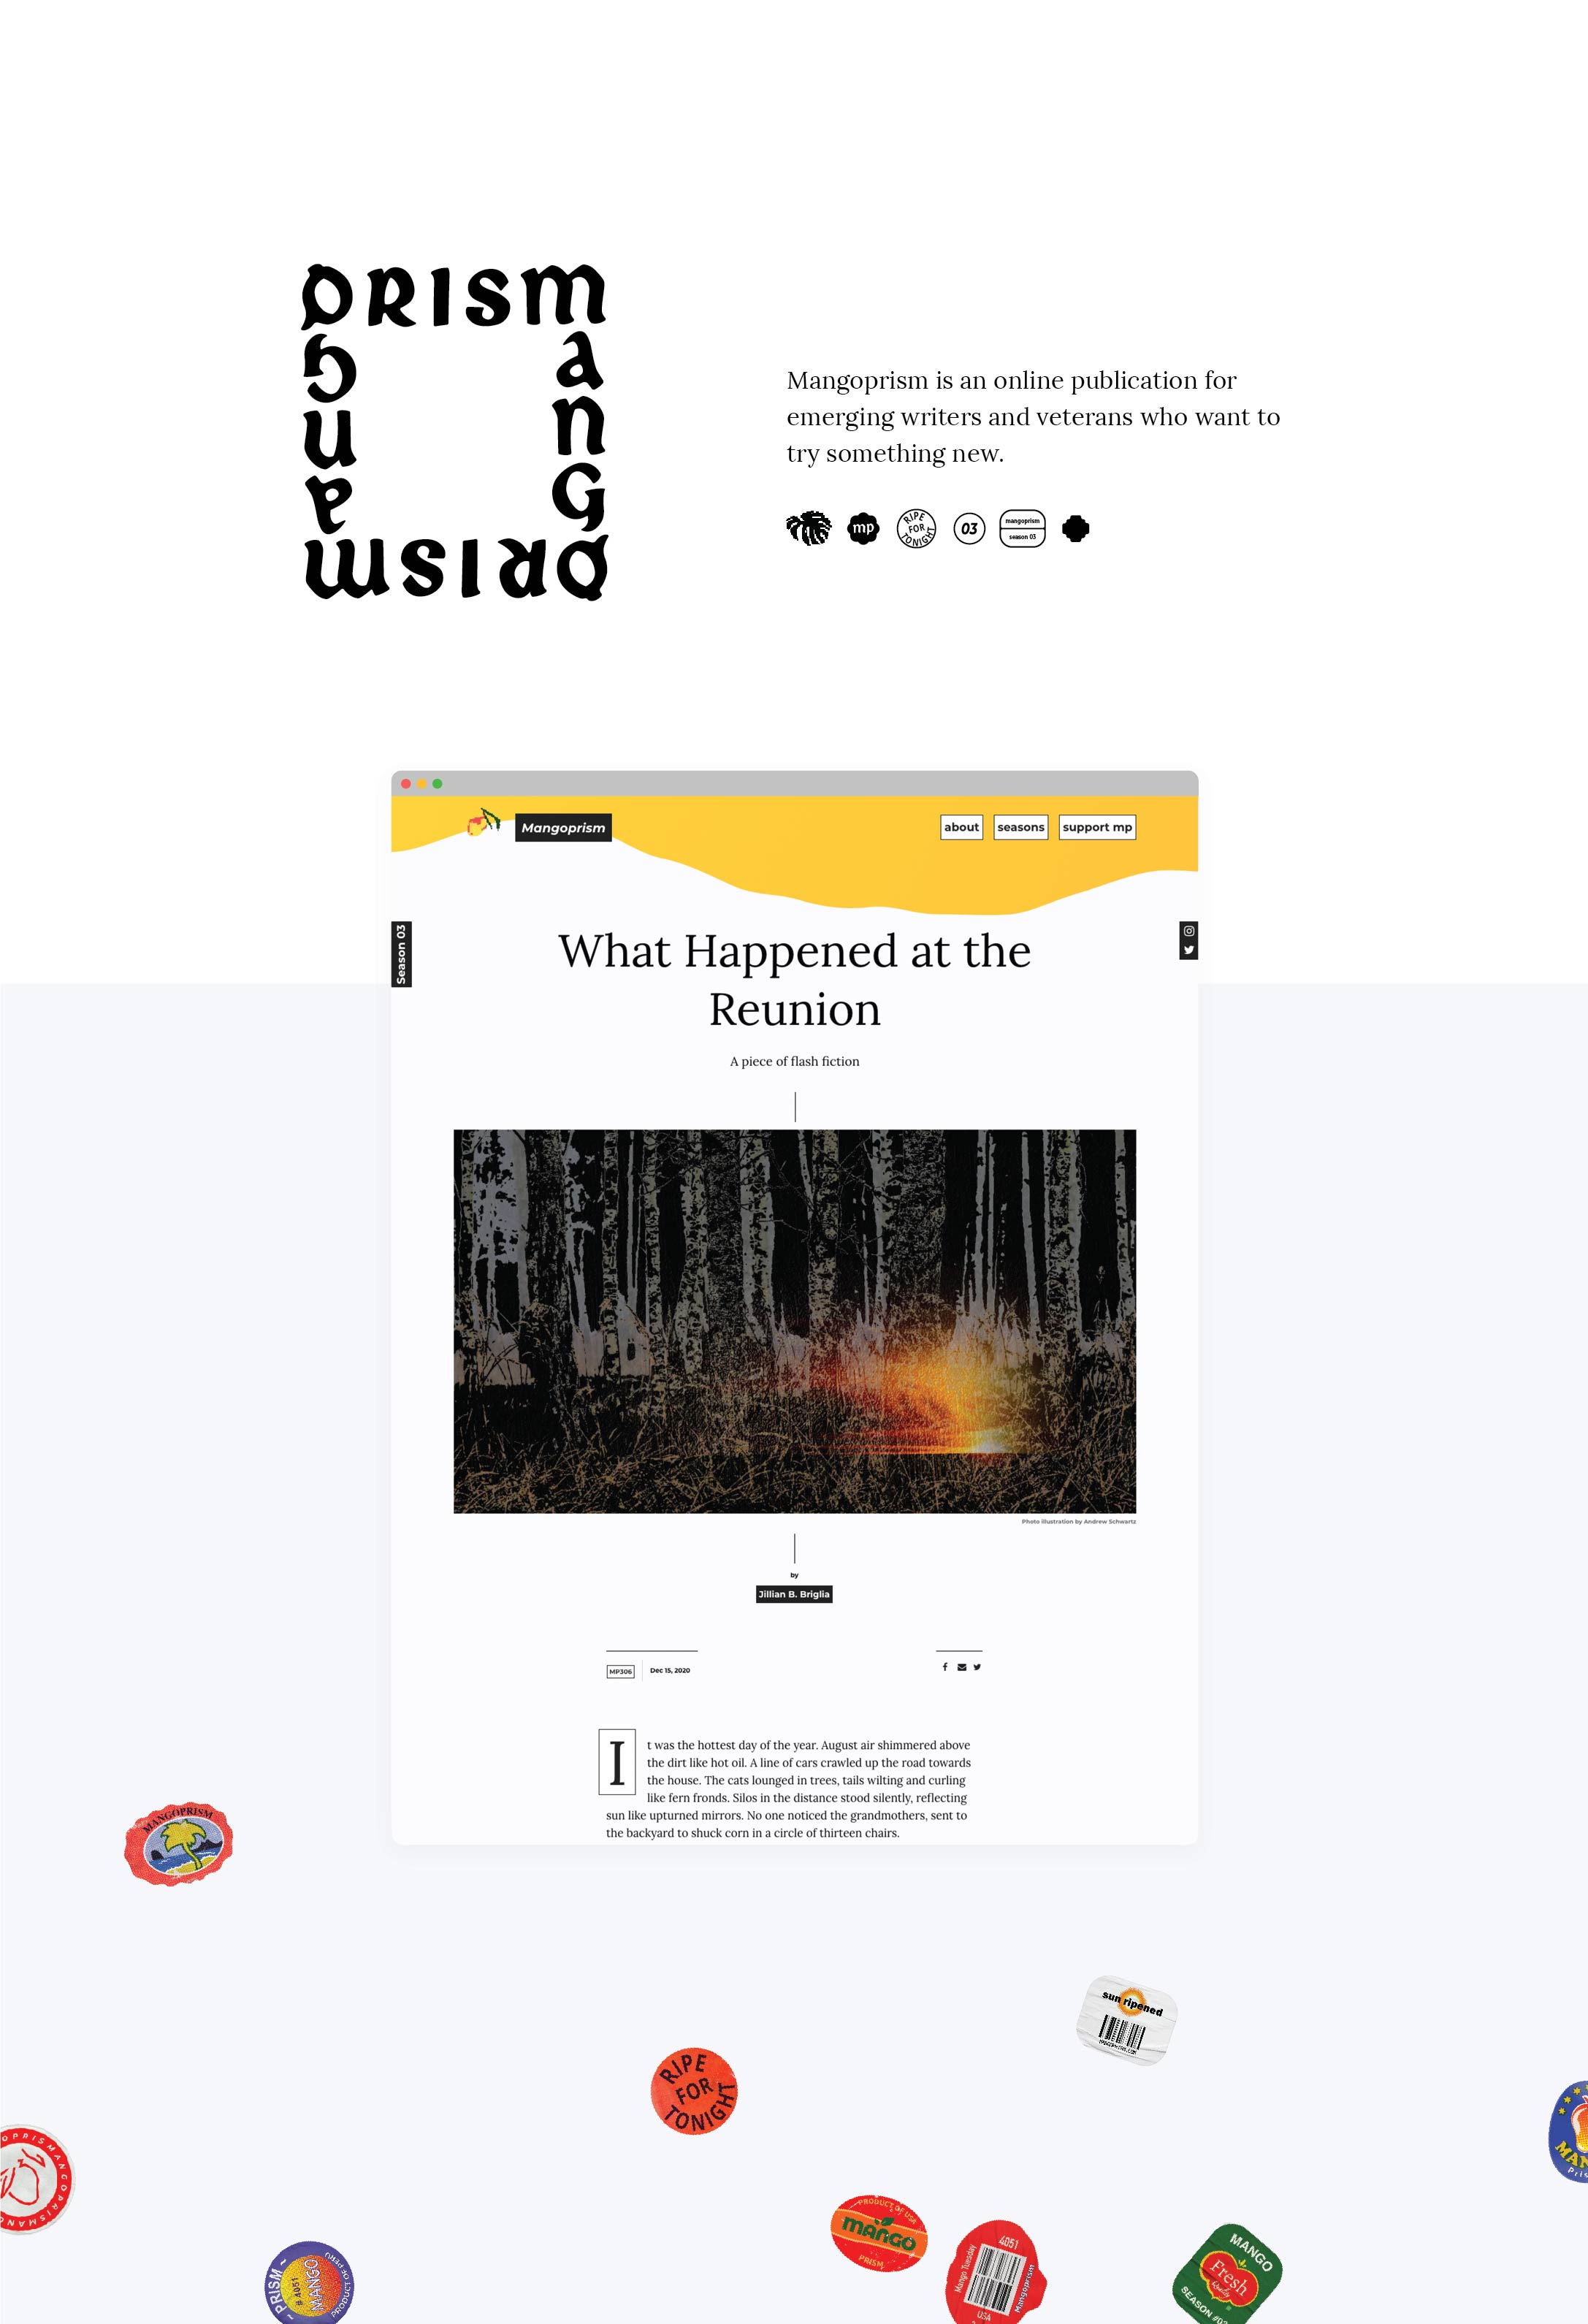 PRISM
a
n
G
PRISM
a
n
G
Mangoprism is an online publication for
emerging writers and veterans who want to
try something new.
mp
RIPE
FOR
TONIGHT
03
mangoprism
season 03
Mangoprism
about
seasons
support mp
Season 03
What Happened at the
Reunion
A piece of flash fiction
Photo illustration by Andrew Schwartz
by
Jillian B. Briglia
MP306
Dec 15, 2020
It was the hottest day of the year. August air shimmered above
the dirt like hot oil. A line of cars crawled up the road towards
the house. The cats lounged in trees, tails wilting and curling
like fern fronds. Silos in the distance stood silently, reflecting
sun like upturned mirrors. No one noticed the grandmothers, sent to
the backyard to shuck corn in a circle of thirteen chairs.
MANGOPRISM
sun ripened
RIPE
FOR
TONIGHT
OPRISMANGOPRISMANG
MAN
Pris
PRODUCT OF USA
mango
PRISM
4051
Mango Tuesday
Mangoprism
USA
MANGO
Fresh
SEASON #03
~ PRISM ~
# 4051
MANGO
PRODUCT OF PERU